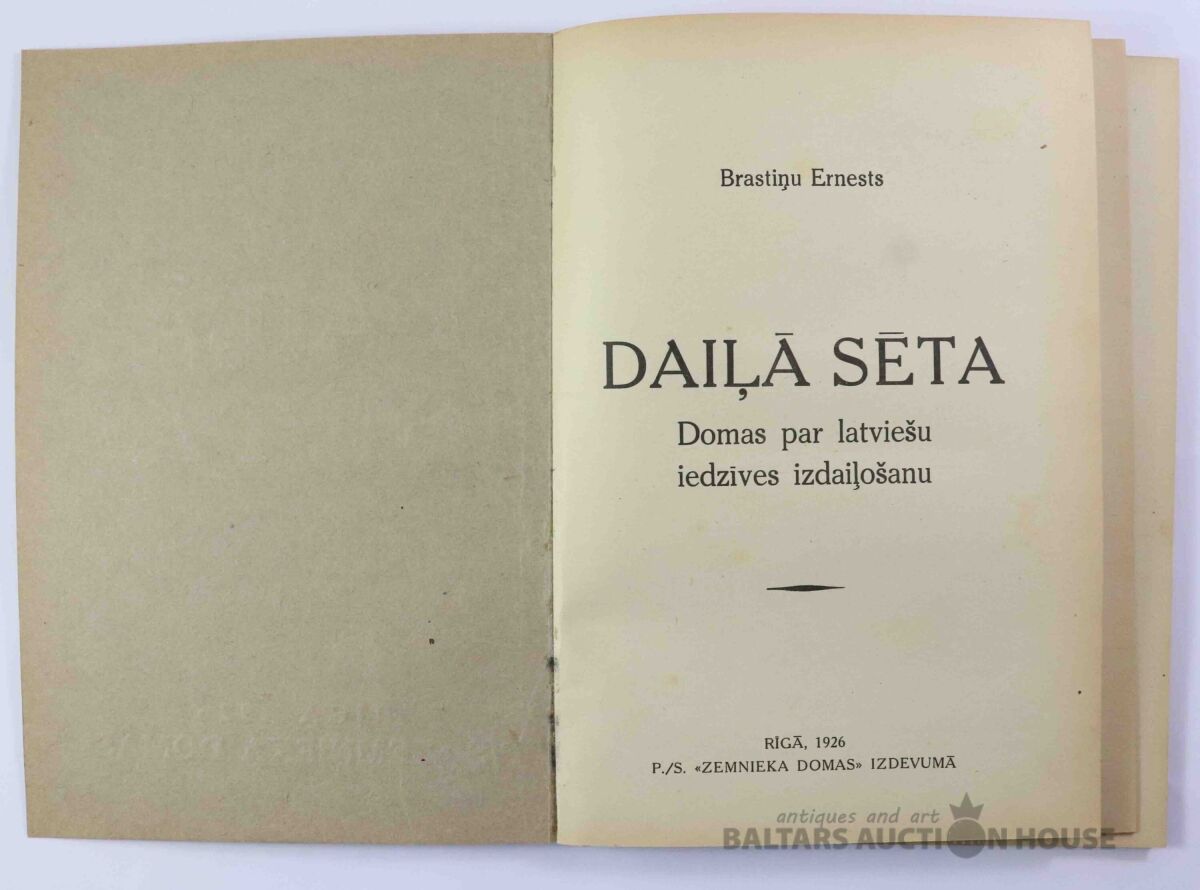 Brastiņu Ernests
DAIĻĀ SĒTA
Domas par latviešu
iedzīves izdaiļošanu
RĪGĀ, 1926
P./S. «ZEMNIEKA DOMAS» IZDEVUMĀ
antiques and art
BALTARS AUCTION HOUSE